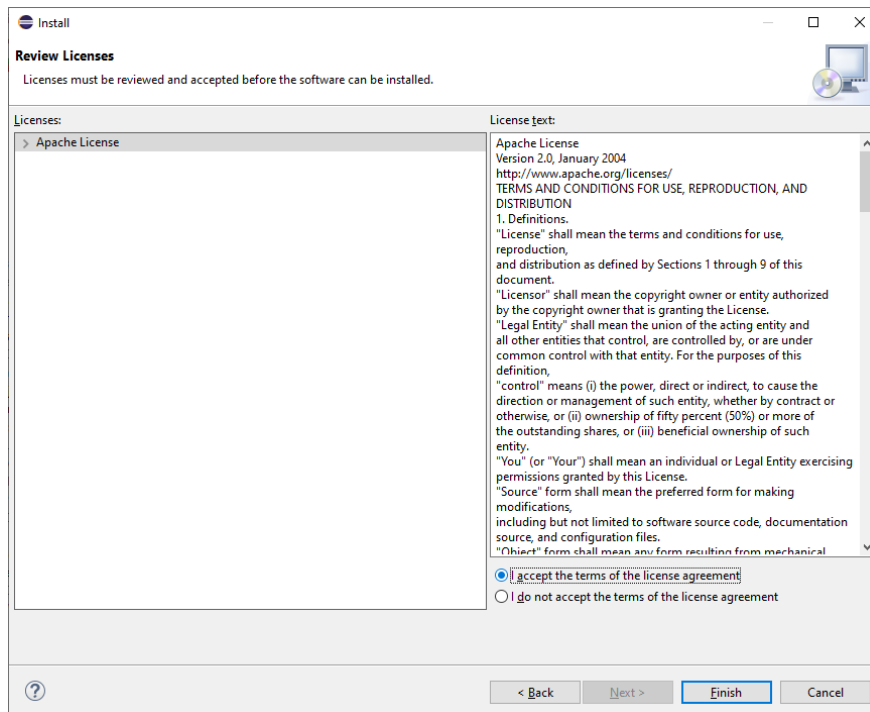 Install
Review Licenses
Licenses must be reviewed and accepted before the software can be installed.
Licenses:
Apache License
License text:
Apache License
Version 2.0, January 2004
http://www.apache.org/licenses/
TERMS AND CONDITIONS FOR USE, REPRODUCTION, AND
DISTRIBUTION
1. Definitions.
"License" shall mean the terms and conditions for use,
reproduction,
and distribution as defined by Sections 1 through 9 of this
document.
"Licensor" shall mean the copyright owner or entity authorized
by the copyright owner that is granting the License.
"Legal Entity" shall mean the union of the acting entity and
all other entities that control, are controlled by, or are under
common control with that entity. For the purposes of this
definition,
"control" means (i) the power, direct or indirect, to cause the
direction or management of such entity, whether by contract or
otherwise, or (ii) ownership of fifty percent (50%) or more of
the outstanding shares, or (iii) beneficial ownership of such
entity.
"You" (or "Your") shall mean an individual or Legal Entity exercising
permissions granted by this License.
"Source" form shall mean the preferred form for making
modifications,
including but not limited to software source code, documentation
source, and configuration files.
"Object" form shall mean any form resulting from mechanical
I accept the terms of the license agreement
I do not accept the terms of the license agreement
?
< Back
Next >
Finish
Cancel